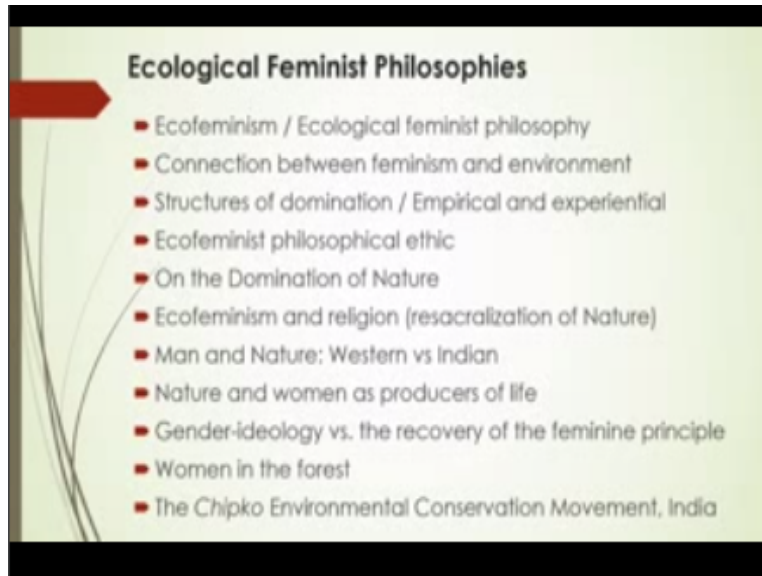 Ecological Feminist Philosophies
Ecofeminism / Ecological feminist philosophy
Connection between feminism and environment
Structures of domination / Empirical and experiential
Ecofeminist philosophical ethic
On the Domination of Nature
Ecofeminism and religion (resacralization of Nature)
Man and Nature: Western vs Indian
Nature and women as producers of life
Gender-ideology vs. the recovery of the feminine principle
Women in the forest
The Chipko Environmental Conservation Movement, India